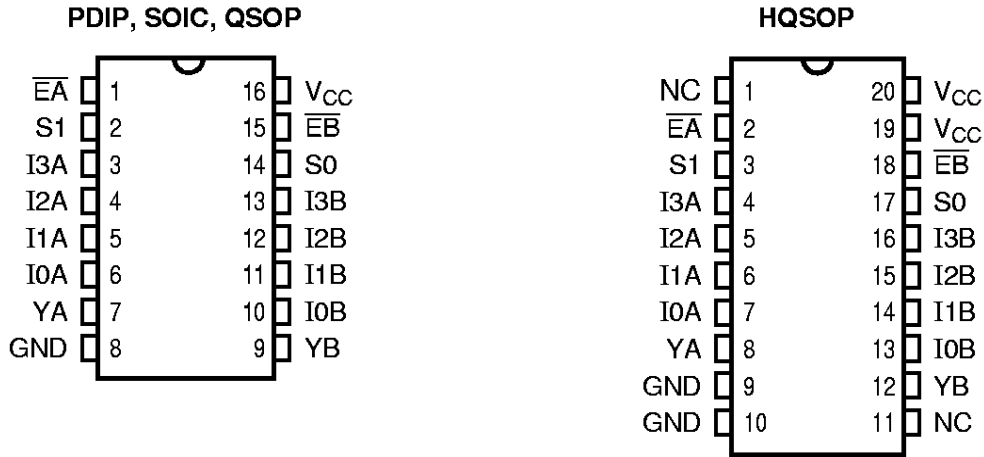 PDIP, SOIC, QSOP
EA 1 16 VCC
S1 2 15 EB
I3A 3 14 S0
I2A 4 13 I3B
I1A 5 12 I2B
I0A 6 11 I1B
YA 7 10 I0B
GND 8 9 YB
HQSOP
NC 1 20 VCC
EA 2 19 VCC
S1 3 18 EB
I3A 4 17 S0
I2A 5 16 I3B
I1A 6 15 I2B
I0A 7 14 I1B
YA 8 13 I0B
GND 9 12 YB
GND 10 11 NC